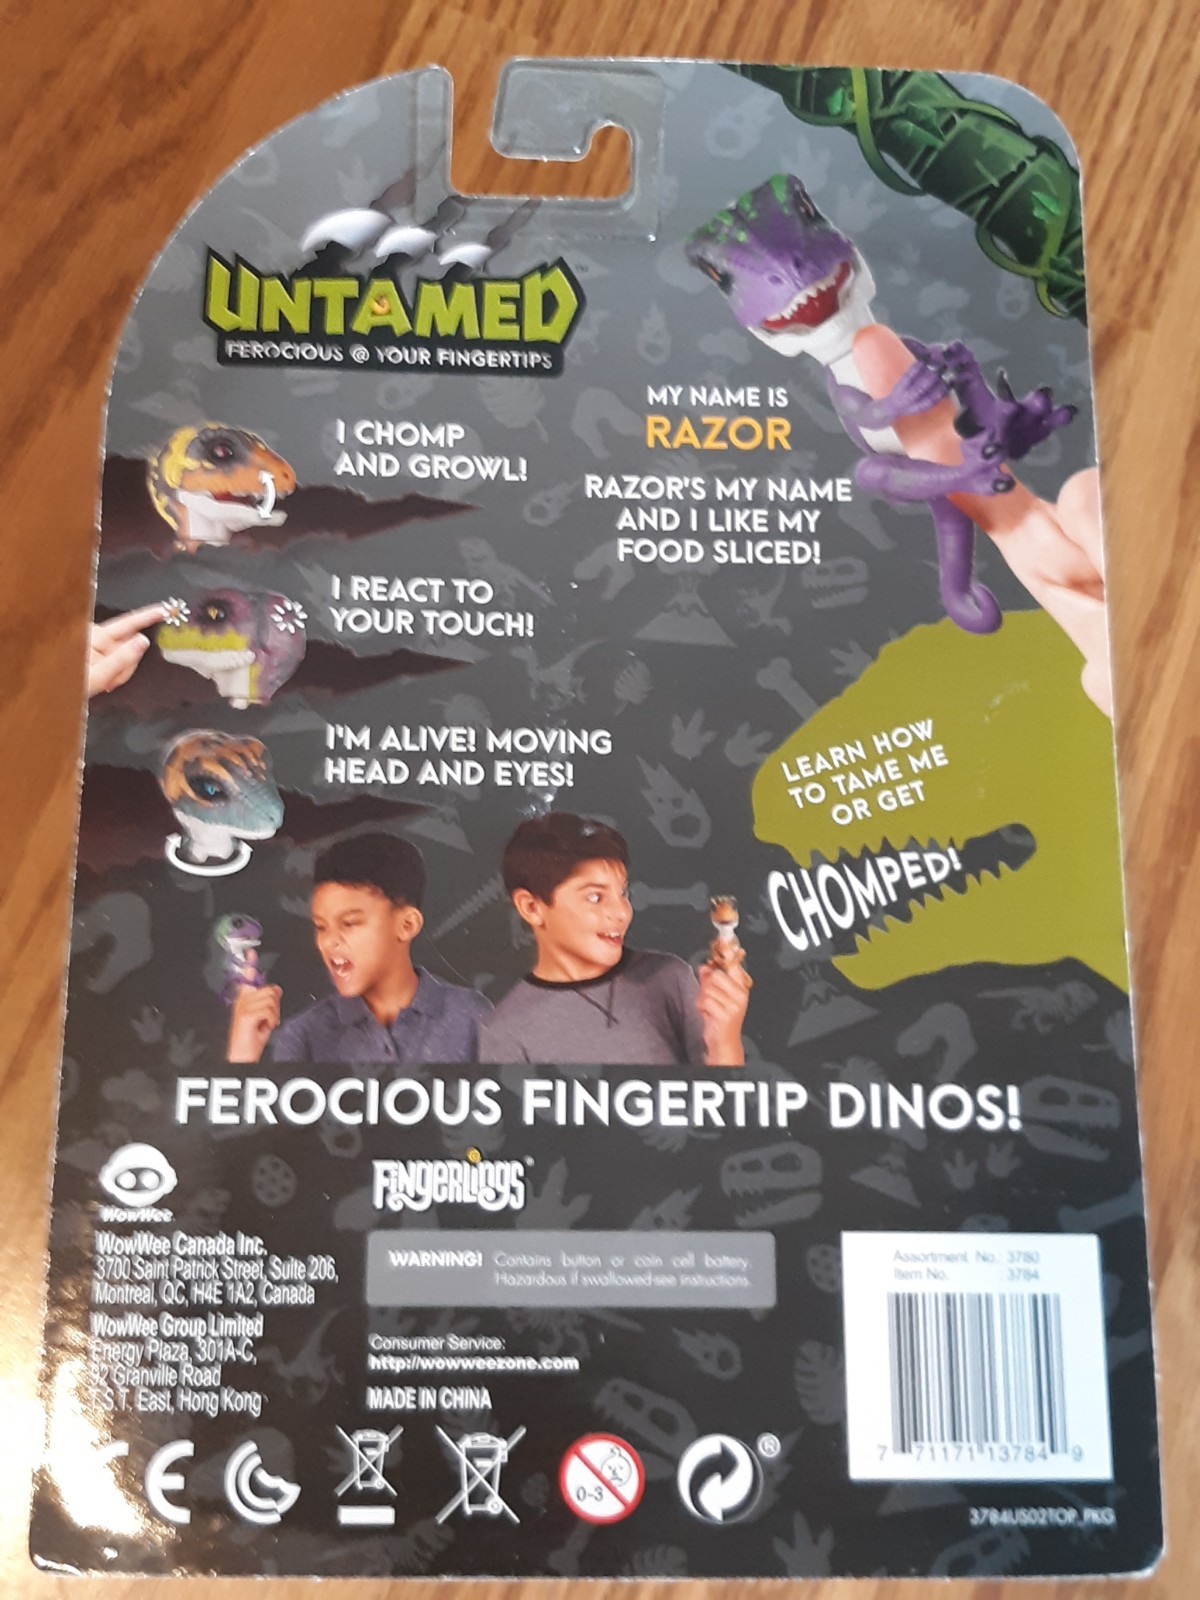 UNTAMED™
FEROCIOUS @ YOUR FINGERTIPS
I CHOMP
AND GROWL!
I REACT TO
YOUR TOUCH!
I'M ALIVE! MOVING
HEAD AND EYES!
MY NAME IS
RAZOR
RAZOR'S MY NAME
AND I LIKE MY
FOOD SLICED!
LEARN HOW
TO TAME ME
OR GET
CHOMPED!
FEROCIOUS FINGERTIP DINOS!
WowWee
WowWee Canada Inc.
3700 Saint Patrick Street, Suite 206,
Montreal, QC, H4E 1A2, Canada
WowWee Group Limited
Energy Plaza, 301A-C,
92 Granville Road
T.S.T. East, Hong Kong
FiNGERLiNGS
WARNING! Contains button or coin cell battery.
Hazardous if swallowed-see instructions.
Consumer Service:
http://wowweezone.com
MADE IN CHINA
CE
0-3
®
Assortment No.: 3780
Item No. : 3784
7 71171 13784 9
3784US02TOP_PKG